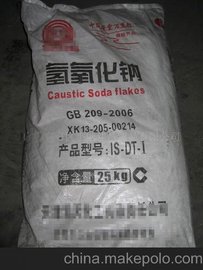 氢氧化钠
Caustic Soda flakes
GB 209-2006
XK13-205-00214
产品型号:IS-DT-I
净含量 25kg
china.makepolo.com